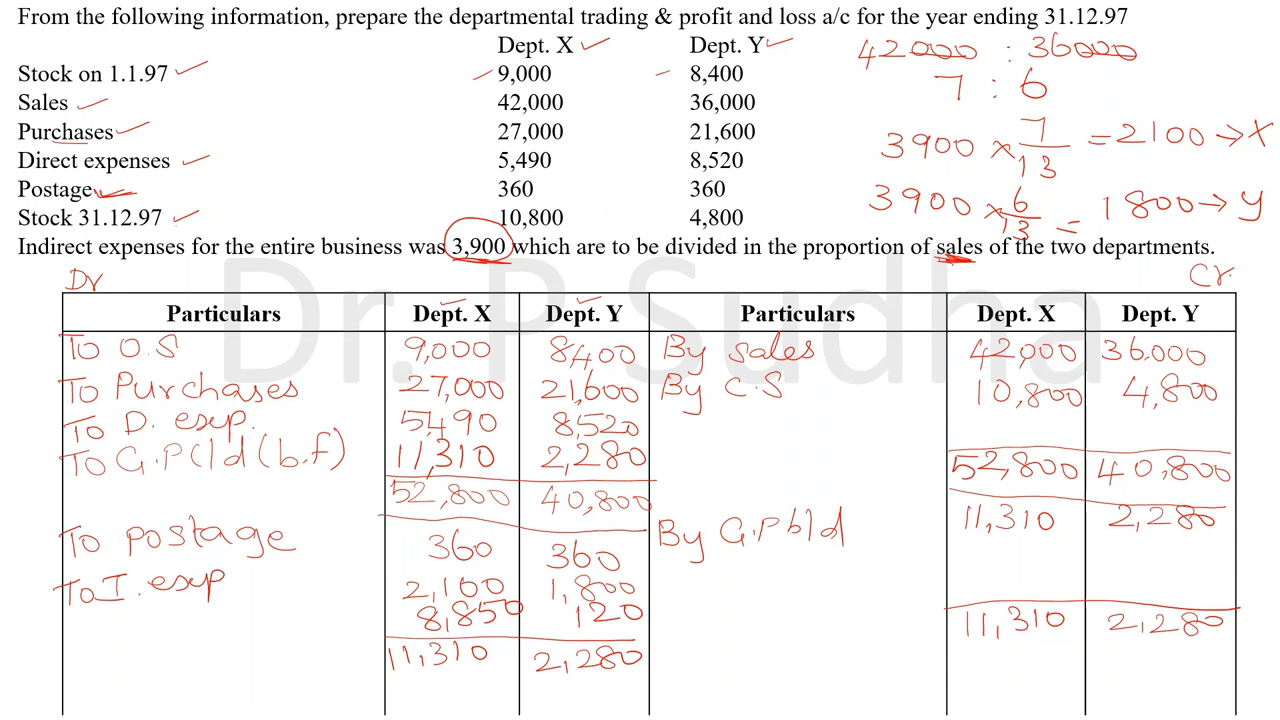 From the following information, prepare the departmental trading & profit and loss a/c for the year ending 31.12.97
Dept. X Dept. Y
Stock on 1.1.97 9,000 8,400
Sales 42,000 36,000
Purchases 27,000 21,600
Direct expenses 5,490 8,520
Postage 360 360
Stock 31.12.97 10,800 4,800
Indirect expenses for the entire business was 3,900 which are to be divided in the proportion of sales of the two departments.
42000 : 36000
7 : 6
3900 × 7/13 = 2100 → X
3900 × 6/13 = 1800 → Y
Dr. P Sudha
Dr Cr.
Particulars Dept. X Dept. Y Particulars Dept. X Dept. Y
To O.S 9,000 8400 By Sales 42,000 36.000
To Purchases 27,000 21,600 By C.S 10,800 4,800
To D. exp. 5,490 8,520
To G.P C/d (b.f) 11,310 2,280 52,800 40,800
52,800 40,800
To Postage 360 360 By G.P b/d 11,310 2,280
To I. exp 2,100 1,800
8,850 120 11,310 2,280
11,310 2,280